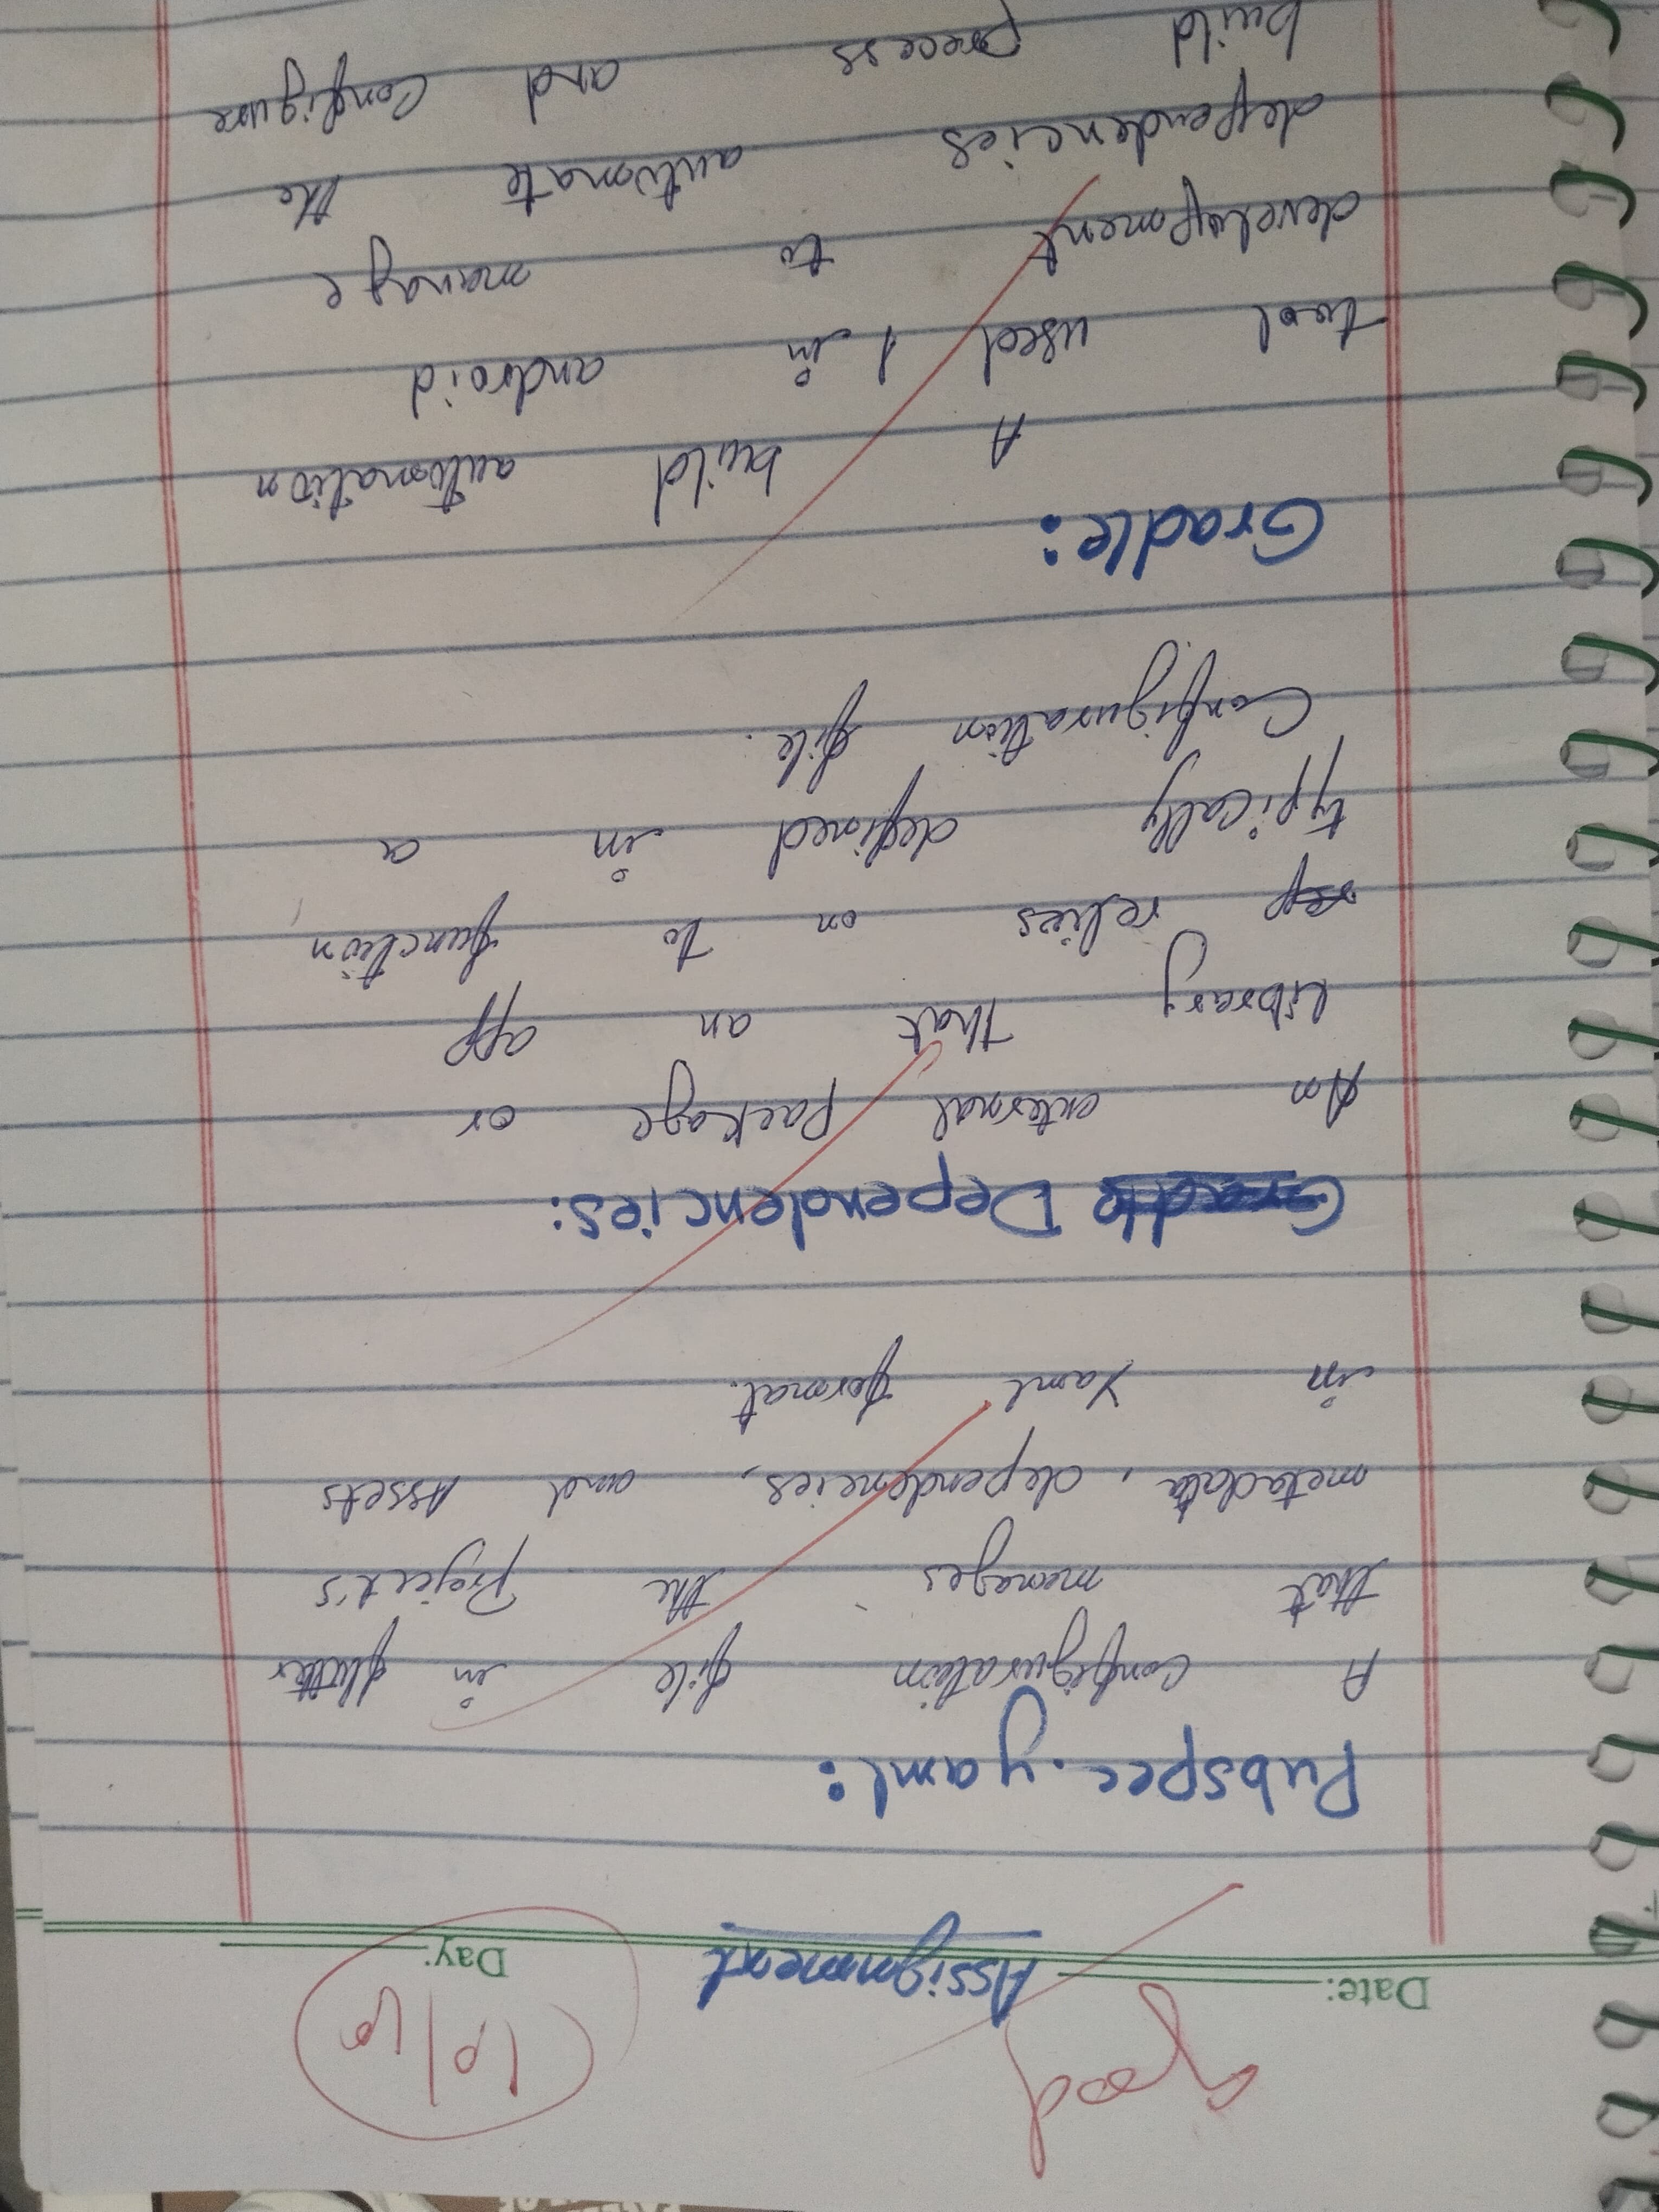 Good
10/10
Date: Day:
Assignment
Pubspec.yaml:
A Configuration file in flutter
that manages the Project's
metadata, dependencies, and Assets
in Yaml format.
Gradle Dependencies:
An external package or
library that an app
rep relies on to function,
typically defined in a
Configuration file.
Gradle:
A build automation
tool used in android
development to manage
dependencies automate the
build process and Configure